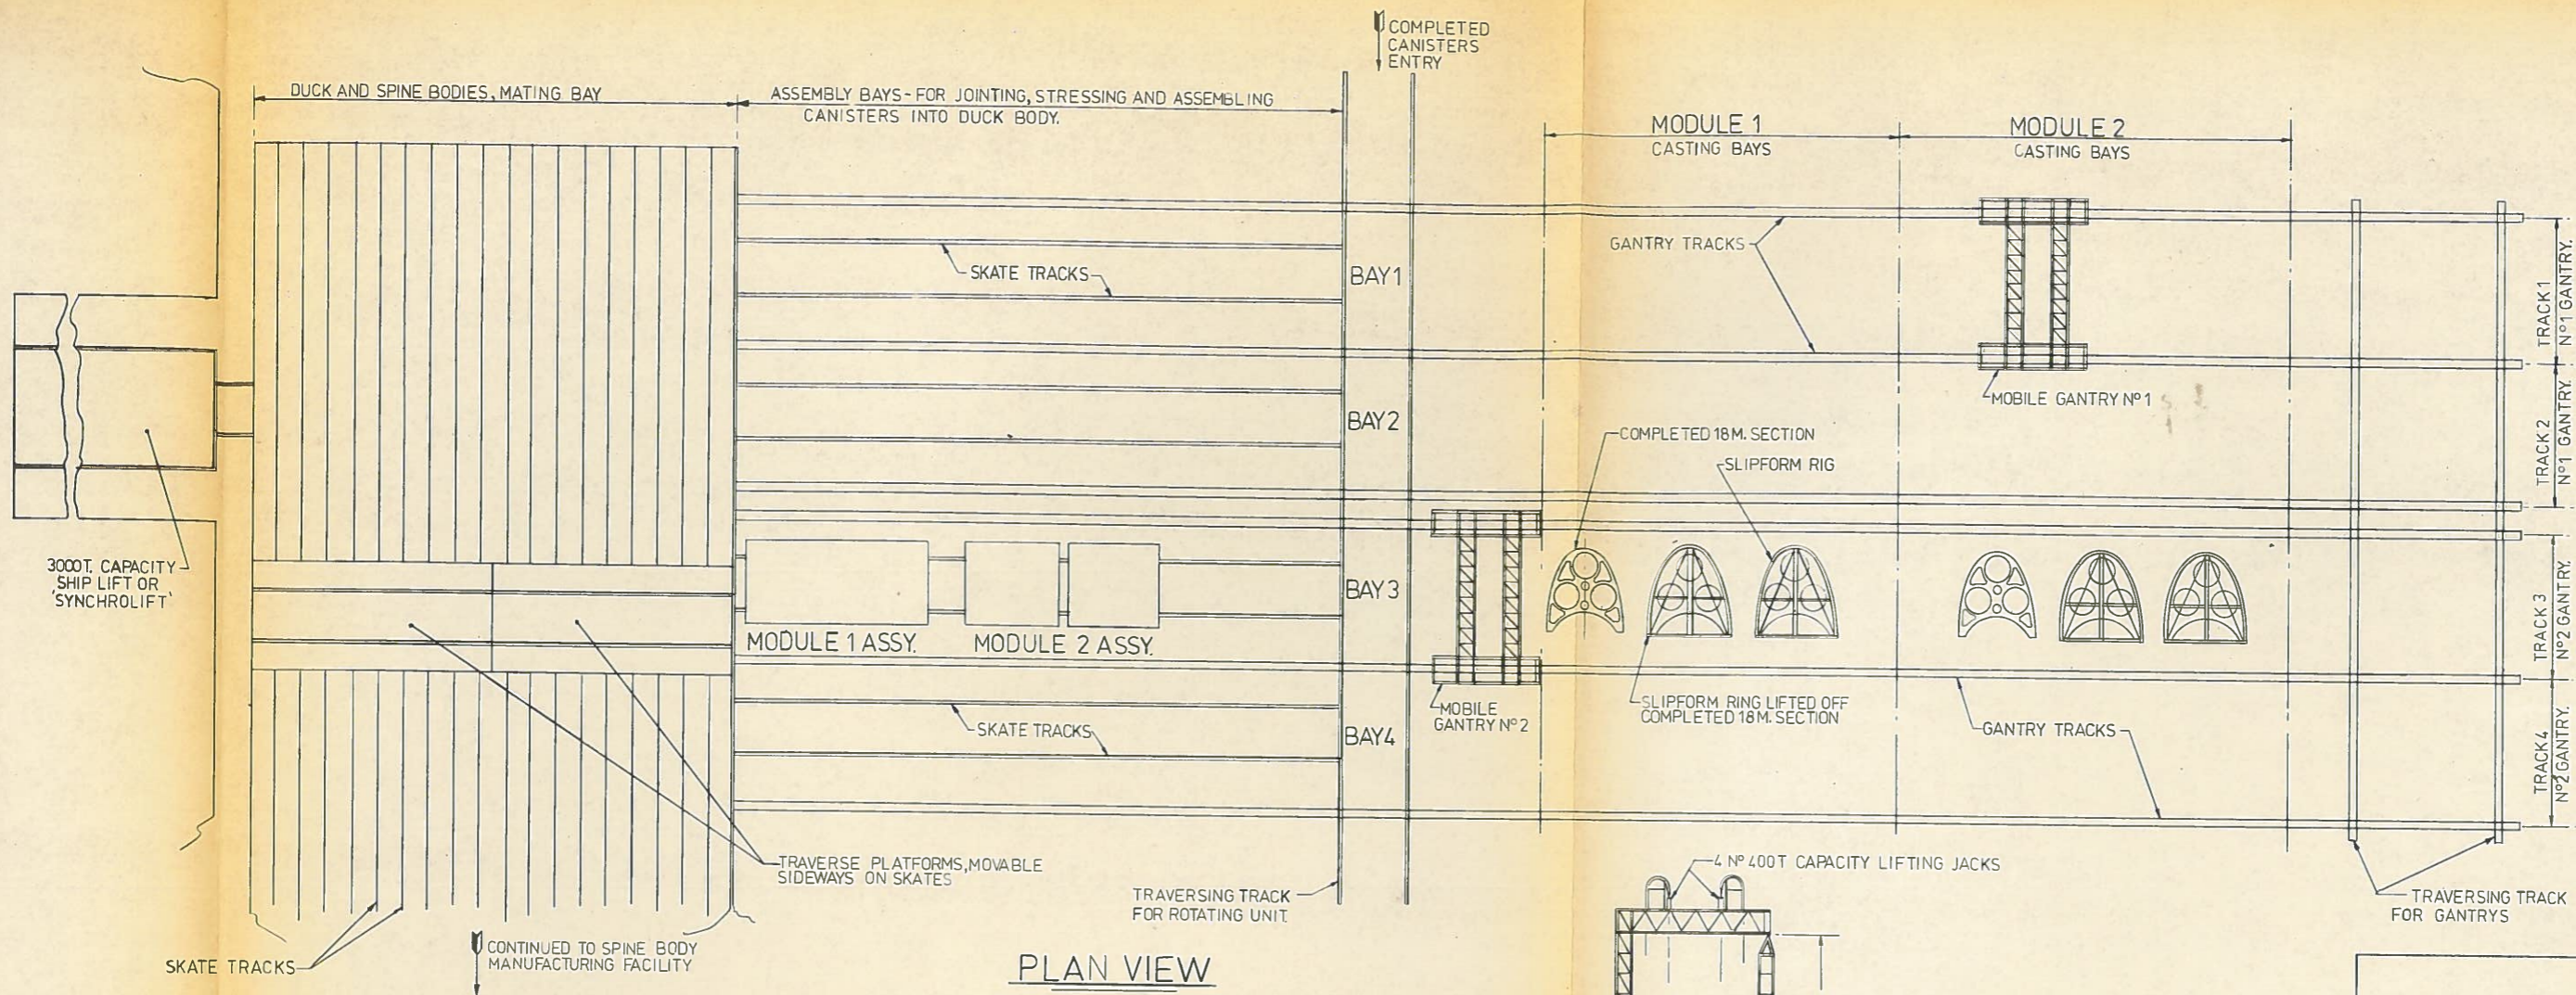 COMPLETED
CANISTERS
ENTRY
DUCK AND SPINE BODIES, MATING BAY
ASSEMBLY BAYS - FOR JOINTING, STRESSING AND ASSEMBLING
CANISTERS INTO DUCK BODY.
MODULE 1
CASTING BAYS
MODULE 2
CASTING BAYS
GANTRY TRACKS
SKATE TRACKS
BAY 1
TRACK 1
Nº1 GANTRY.
MOBILE GANTRY Nº1
BAY 2
COMPLETED 18M. SECTION
SLIPFORM RIG
TRACK 2
Nº1 GANTRY.
3000T. CAPACITY
SHIP LIFT OR
'SYNCHROLIFT'
BAY 3
MODULE 1 ASSY.
MODULE 2 ASSY.
TRACK 3
Nº2 GANTRY.
SLIPFORM RING LIFTED OFF
COMPLETED 18M. SECTION
MOBILE
GANTRY Nº2
SKATE TRACKS
BAY 4
GANTRY TRACKS
TRACK 4
Nº2 GANTRY.
TRAVERSE PLATFORMS, MOVABLE
SIDEWAYS ON SKATES
4 Nº 400T CAPACITY LIFTING JACKS
TRAVERSING TRACK
FOR ROTATING UNIT.
TRAVERSING TRACK
FOR GANTRYS
CONTINUED TO SPINE BODY
MANUFACTURING FACILITY
SKATE TRACKS
PLAN VIEW